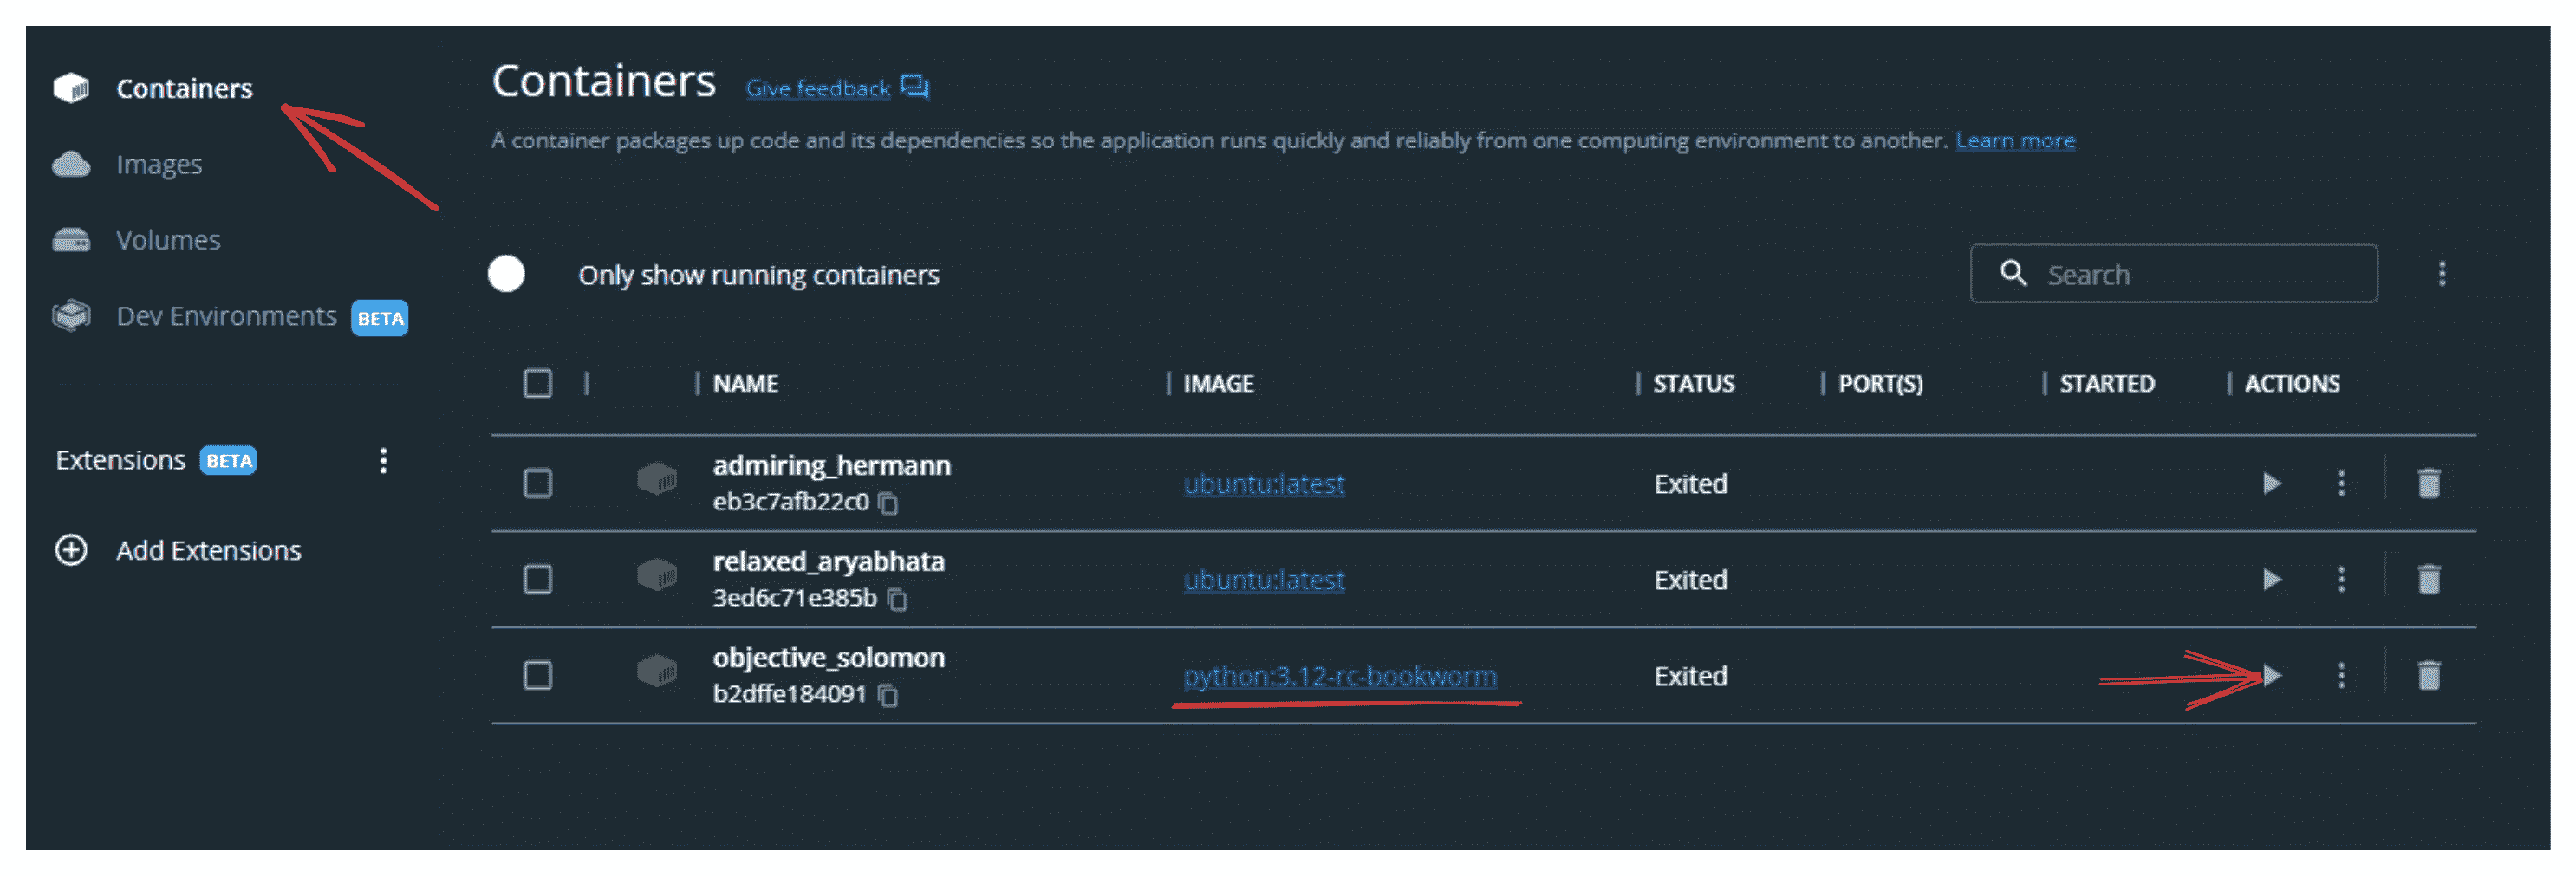 Containers
Images
Volumes
Dev Environments BETA
Extensions BETA
Add Extensions
Containers Give feedback
A container packages up code and its dependencies so the application runs quickly and reliably from one computing environment to another. Learn more
Only show running containers
Search
NAME IMAGE STATUS PORT(S) STARTED ACTIONS
admiring_hermann ubuntu:latest Exited
eb3c7afb22c0
relaxed_aryabhata ubuntu:latest Exited
3ed6c71e385b
objective_solomon python:3.12-rc-bookworm Exited
b2dffe184091